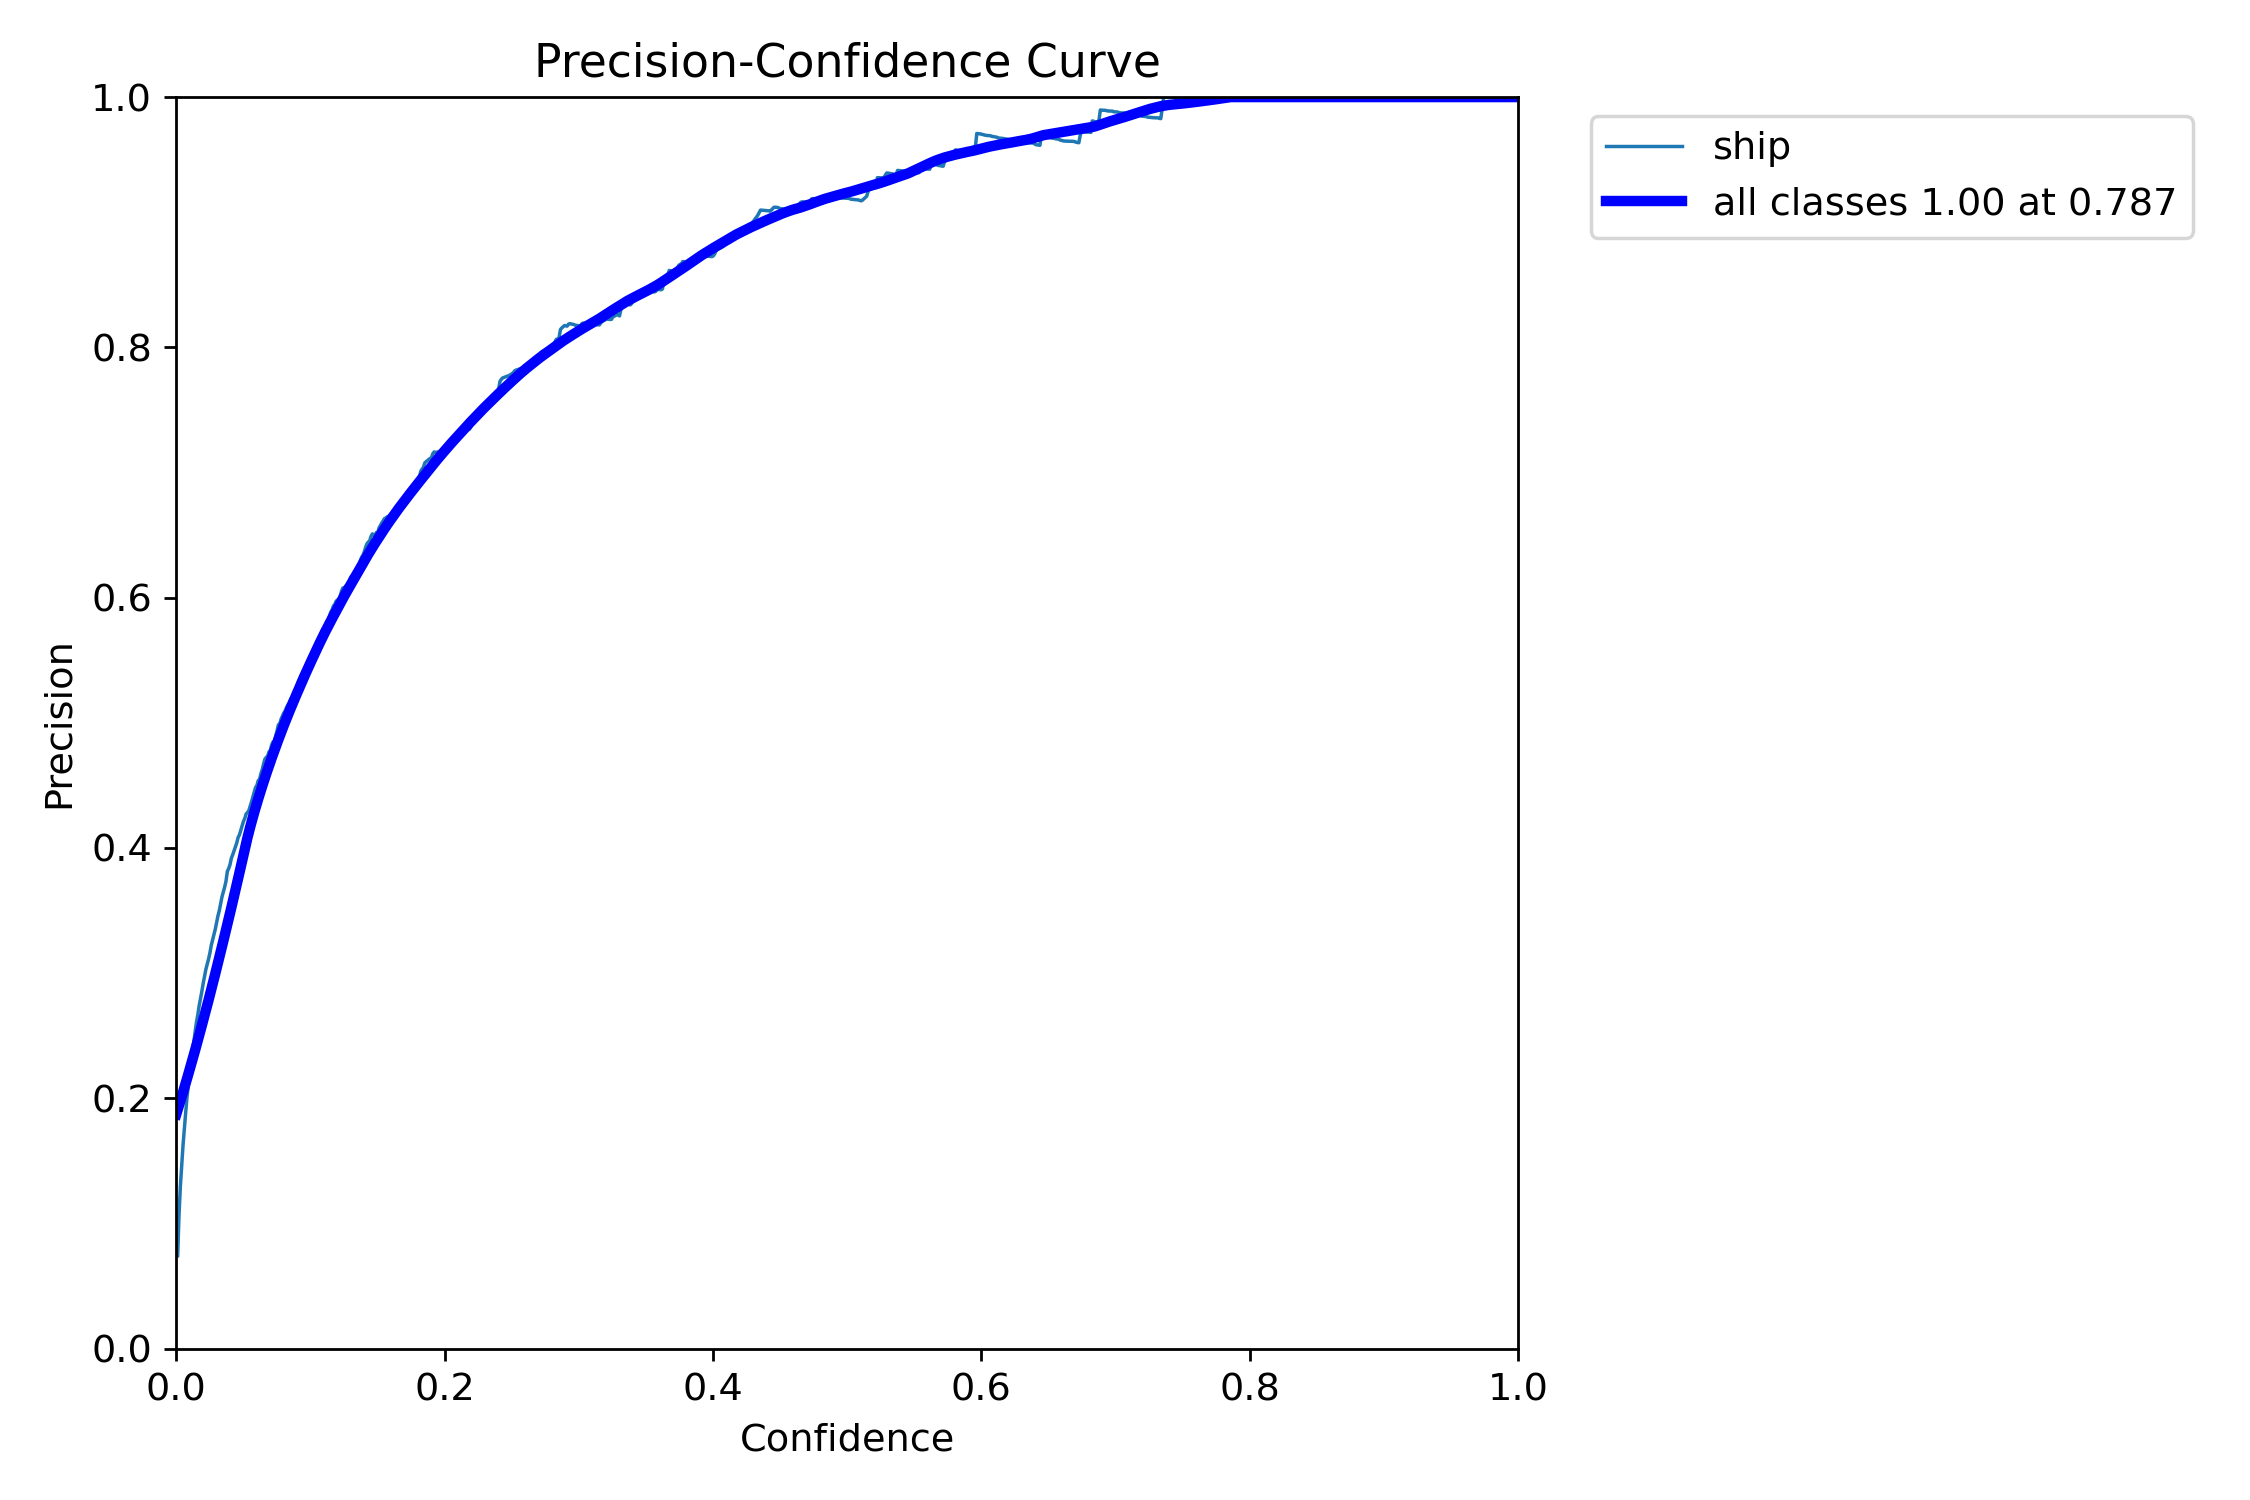 Precision-Confidence Curve
1.0
0.8
0.6
0.4
0.2
0.0
Precision
0.0 0.2 0.4 0.6 0.8 1.0
Confidence
ship
all classes 1.00 at 0.787